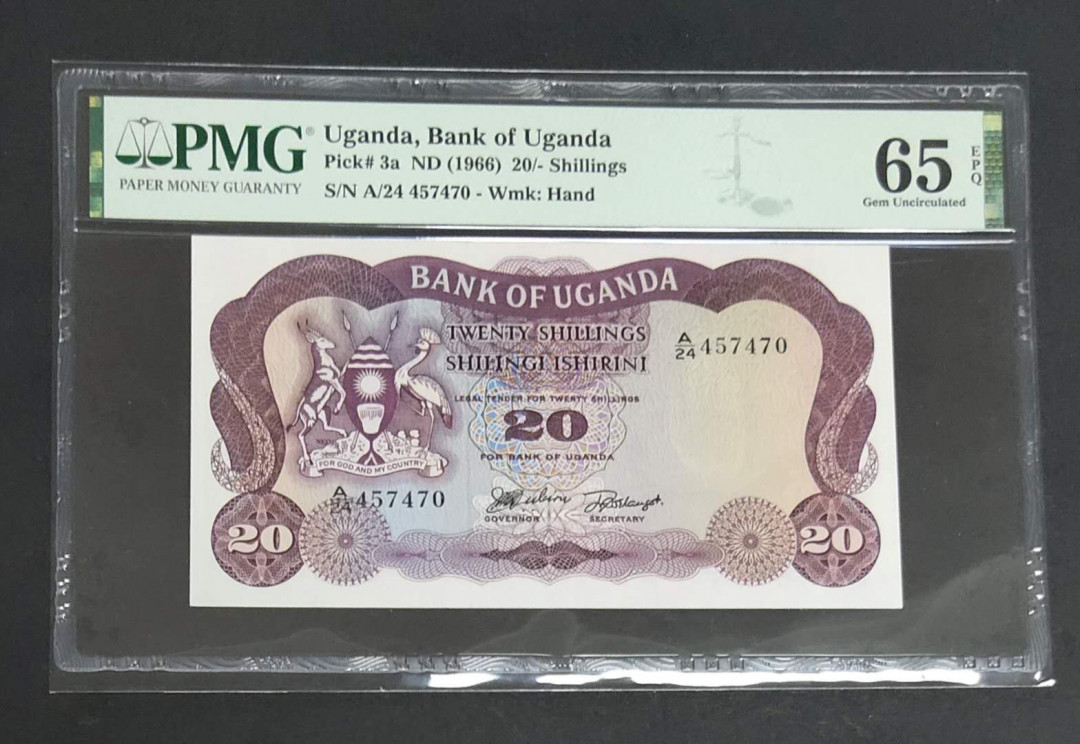 PMG®
PAPER MONEY GUARANTY
Uganda, Bank of Uganda
Pick# 3a ND (1966) 20/- Shillings
S/N A/24 457470 - Wmk: Hand
65 EPQ
Gem Uncirculated
BANK OF UGANDA
TWENTY SHILLINGS
SHILINGI ISHIRINI
A/24 457470
LEGAL TENDER FOR TWENTY SHILLINGS
20
FOR BANK OF UGANDA
FOR GOD AND MY COUNTRY
A/24 457470
GOVERNOR
SECRETARY
20
20